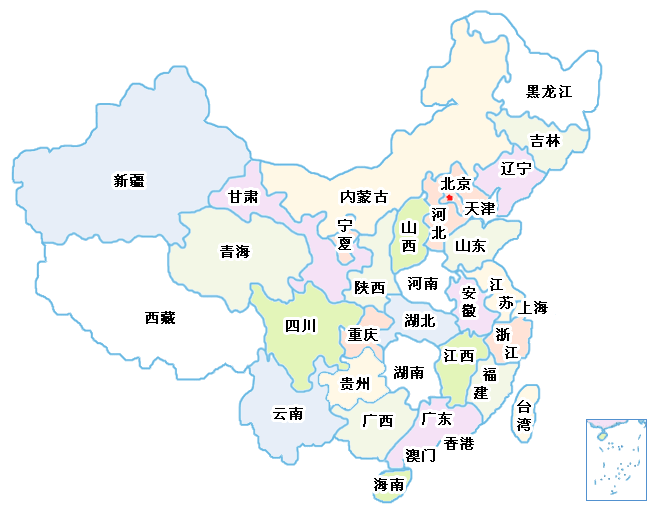 黑龙江
吉林
辽宁
新疆
北京
甘肃
内蒙古
天津
河北
宁夏
山西
山东
青海
陕西
河南
江苏
安徽
上海
西藏
四川
重庆
湖北
浙江
江西
湖南
贵州
福建
云南
台湾
广西
广东
香港
澳门
海南